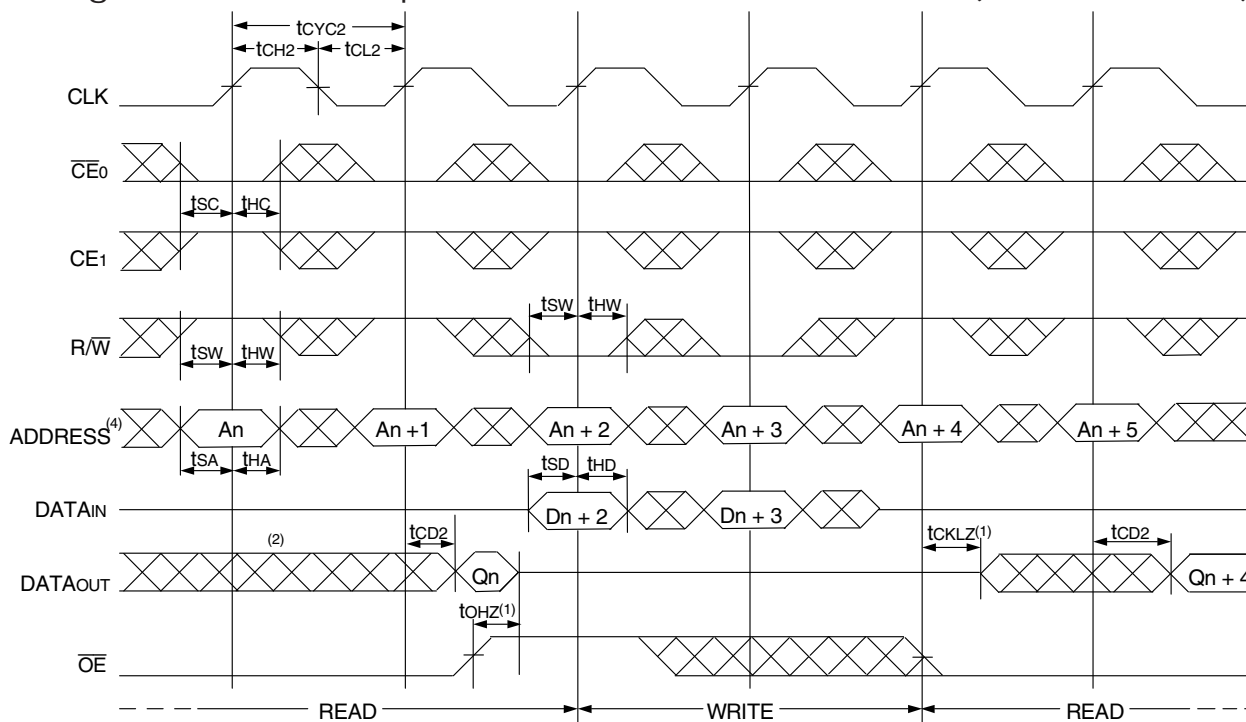 tCYC2
tCH2 tCL2
CLK
CE0
tSC tHC
CE1
tSW tHW
R/W
tSW tHW
ADDRESS(4) An An +1 An + 2 An + 3 An + 4 An + 5
tSA tHA tSD tHD
DATAIN Dn + 2 Dn + 3
(2) tCD2 tCKLZ(1) tCD2
DATAOUT Qn Qn + 4
tOHZ(1)
OE
READ WRITE READ